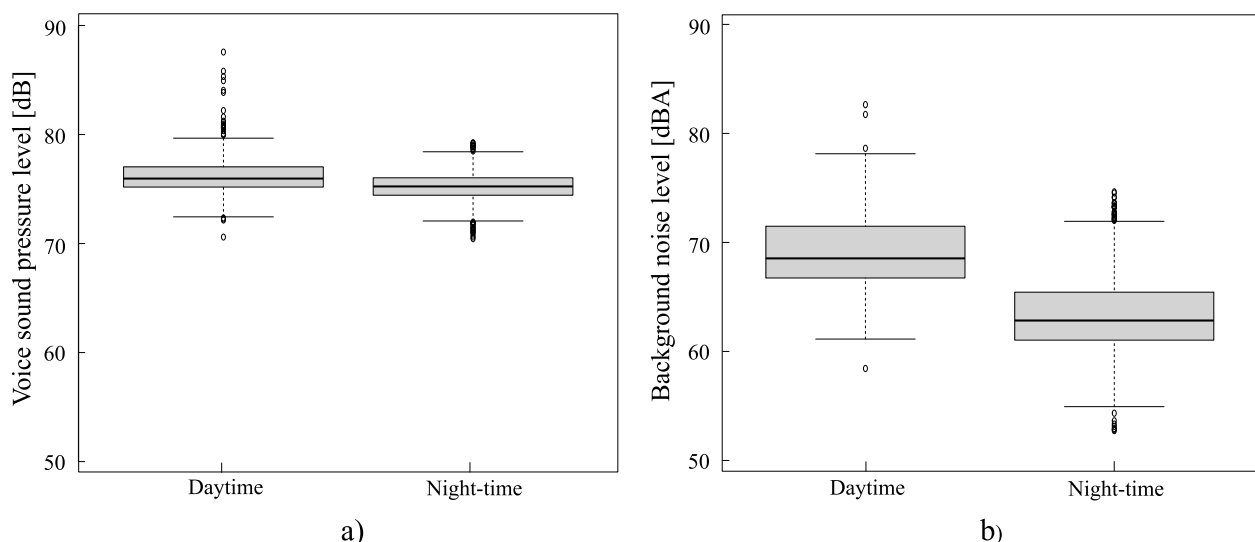 Voice sound pressure level [dB]
90
80
70
60
50
Daytime Night-time
a)
Background noise level [dBA]
90
80
70
60
50
Daytime Night-time
b)